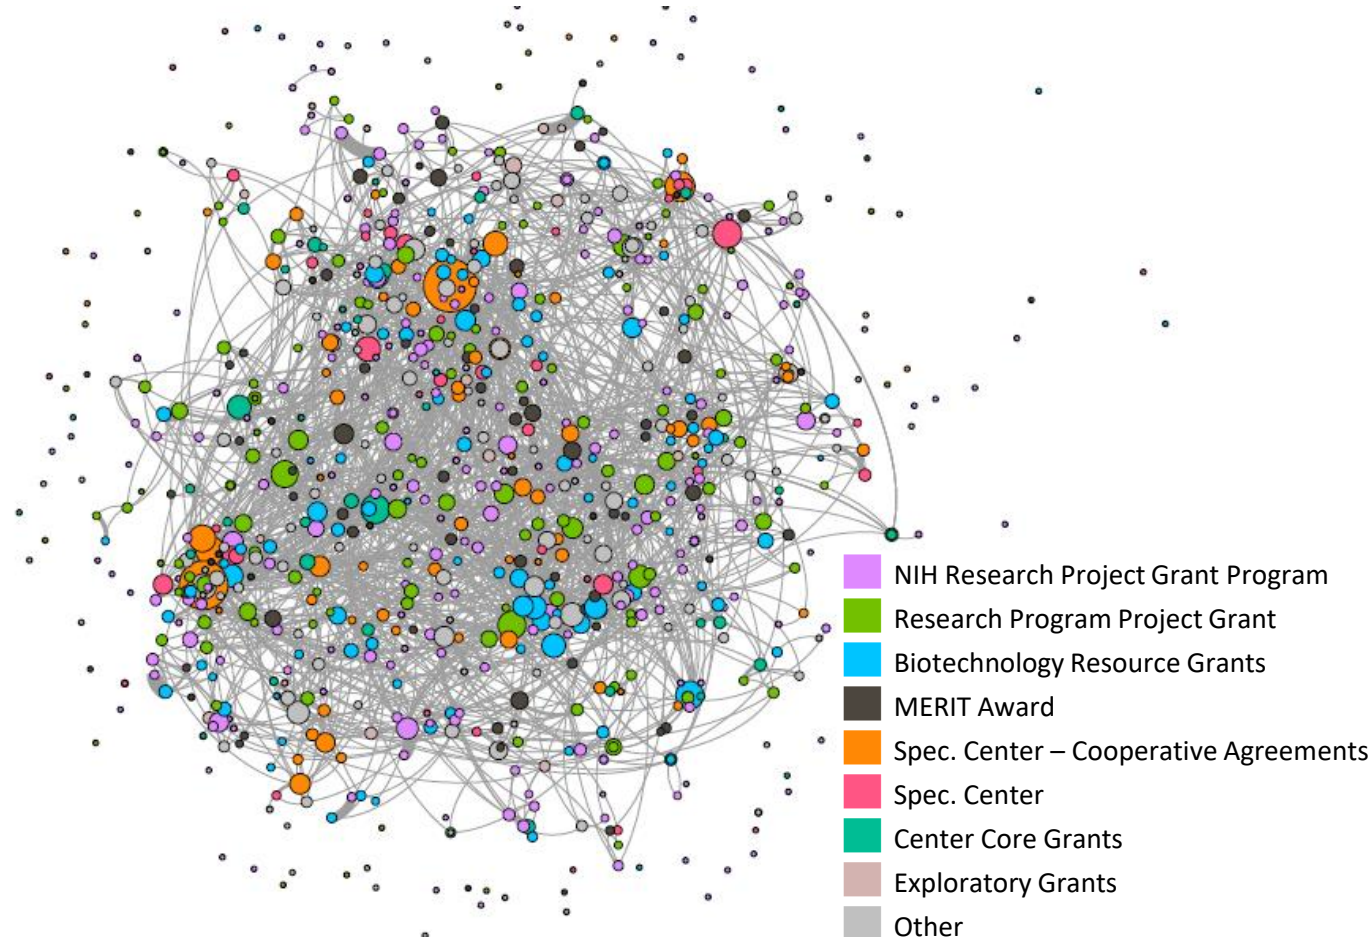 NIH Research Project Grant Program
Research Program Project Grant
Biotechnology Resource Grants
MERIT Award
Spec. Center – Cooperative Agreements
Spec. Center
Center Core Grants
Exploratory Grants
Other